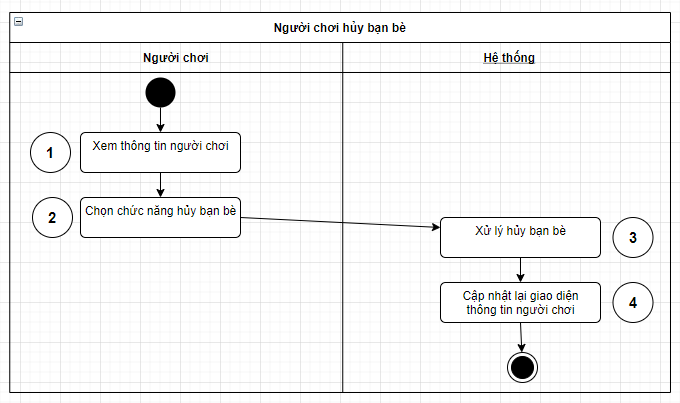 Người chơi hủy bạn bè
Người chơi
Hệ thống
1
Xem thông tin người chơi
2
Chọn chức năng hủy bạn bè
Xử lý hủy bạn bè
3
Cập nhật lại giao diện
thông tin người chơi
4